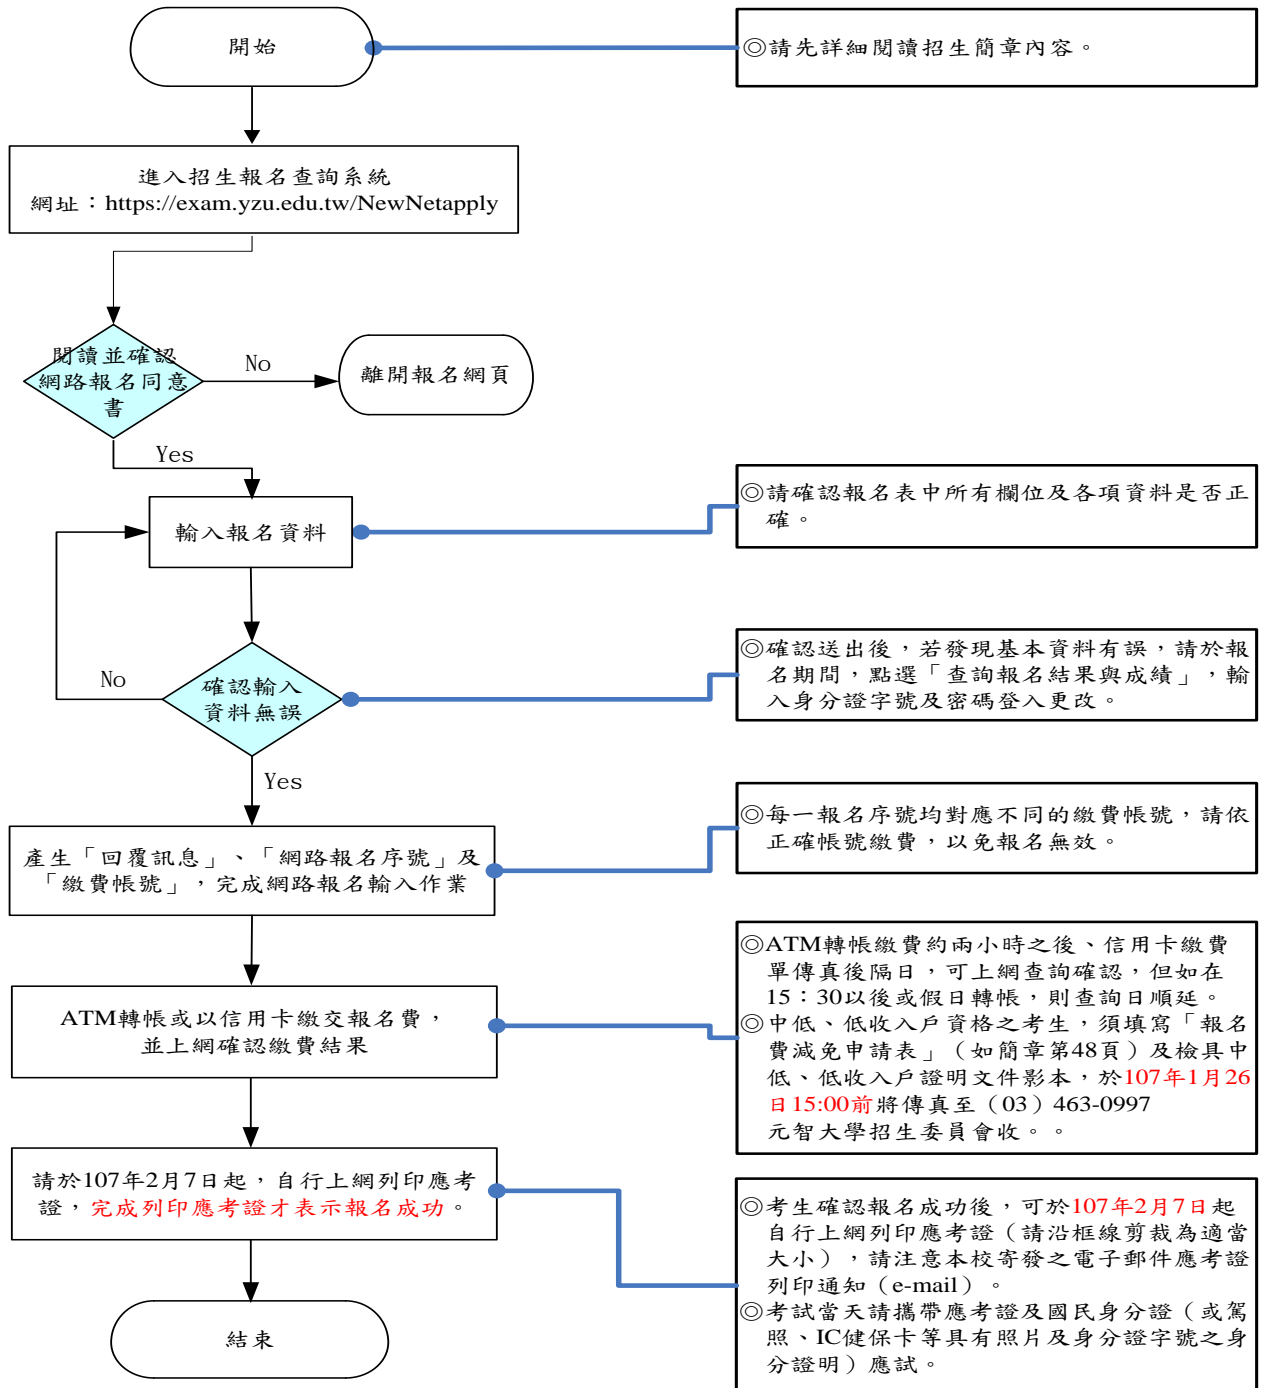 開始
◎請先詳細閱讀招生簡章內容。
進入招生報名查詢系統
網址：https://exam.yzu.edu.tw/NewNetapply
閱讀並確認
網路報名同意
書
No
離開報名網頁
Yes
◎請確認報名表中所有欄位及各項資料是否正
確。
輸入報名資料
◎確認送出後，若發現基本資料有誤，請於報
名期間，點選「查詢報名結果與成績」，輸
入身分證字號及密碼登入更改。
No
確認輸入
資料無誤
Yes
◎每一報名序號均對應不同的繳費帳號，請依
正確帳號繳費，以免報名無效。
產生「回覆訊息」、「網路報名序號」及
「繳費帳號」，完成網路報名輸入作業
◎ATM轉帳繳費約兩小時之後、信用卡繳費
單傳真後隔日，可上網查詢確認，但如在
15：30以後或假日轉帳，則查詢日順延。
◎中低、低收入戶資格之考生，須填寫「報名
費減免申請表」（如簡章第48頁）及檢具中
低、低收入戶證明文件影本，於107年1月26
日15:00前將傳真至（03）463-0997
元智大學招生委員會收。。
ATM轉帳或以信用卡繳交報名費，
並上網確認繳費結果
請於107年2月7日起，自行上網列印應考
證，完成列印應考證才表示報名成功。
◎考生確認報名成功後，可於107年2月7日起
自行上網列印應考證（請沿框線剪裁為適當
大小），請注意本校寄發之電子郵件應考證
列印通知（e-mail）。
◎考試當天請攜帶應考證及國民身分證（或駕
照、IC健保卡等具有照片及身分證字號之身
分證明）應試。
結束